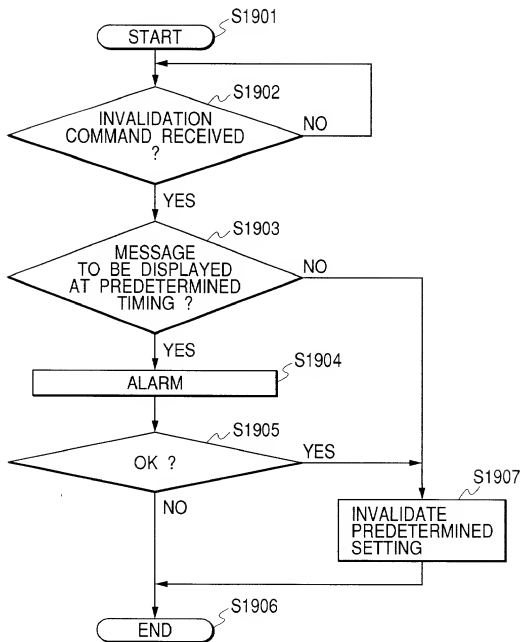 S1901
START
S1902
INVALIDATION
COMMAND RECEIVED
?
NO
YES
S1903
MESSAGE
TO BE DISPLAYED
AT PREDETERMINED
TIMING ?
NO
YES
S1904
ALARM
S1905
OK ?
YES
NO
S1907
INVALIDATE
PREDETERMINED
SETTING
S1906
END